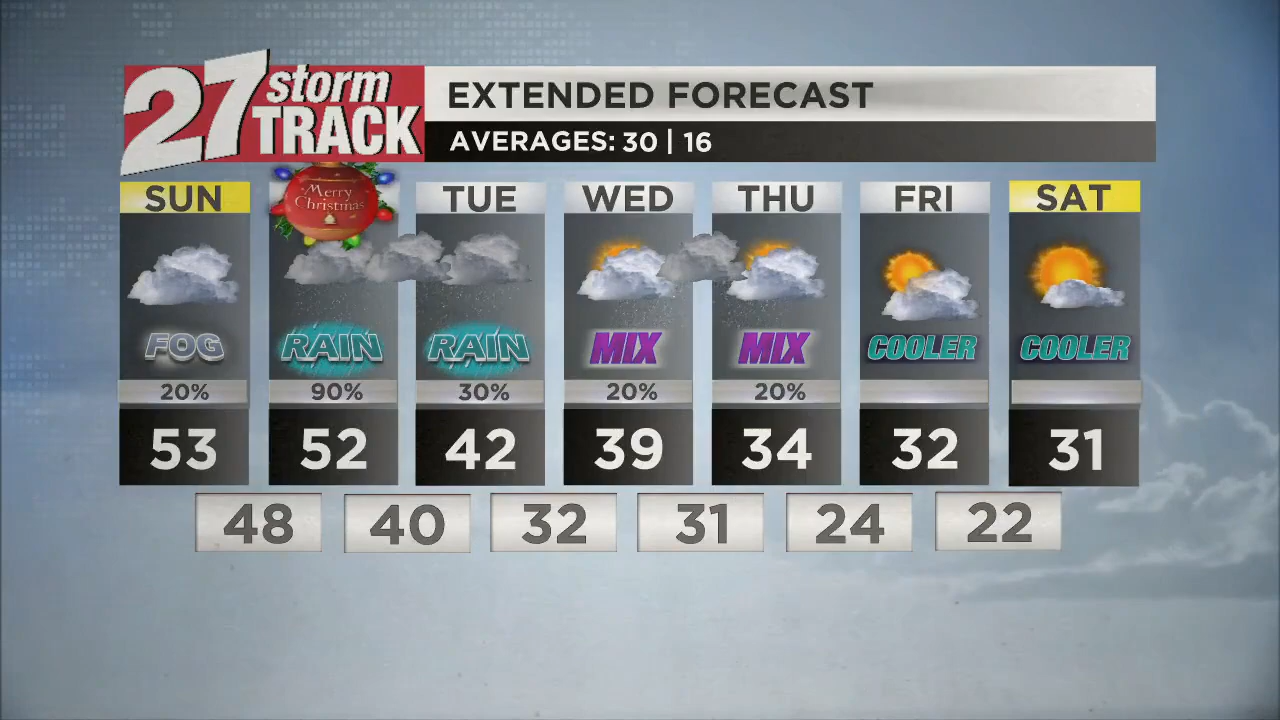 27 storm TRACK
EXTENDED FORECAST
AVERAGES: 30 | 16
SUN Merry Christmas TUE WED THU FRI SAT
FOG RAIN RAIN MIX MIX COOLER COOLER
20% 90% 30% 20% 20%
53 52 42 39 34 32 31
48 40 32 31 24 22